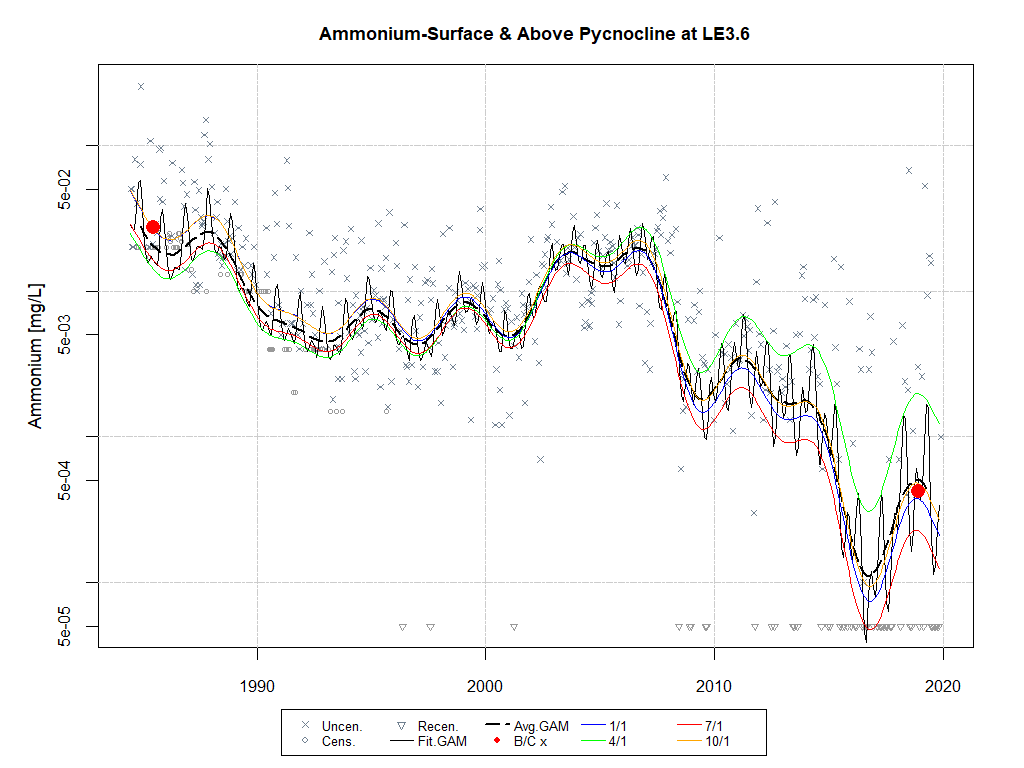 Ammonium-Surface & Above Pycnocline at LE3.6
Ammonium [mg/L]
5e-02
5e-03
5e-04
5e-05
1990 2000 2010 2020
Uncen. Recen. Avg.GAM 1/1 7/1
Cens. Fit.GAM B/C x 4/1 10/1